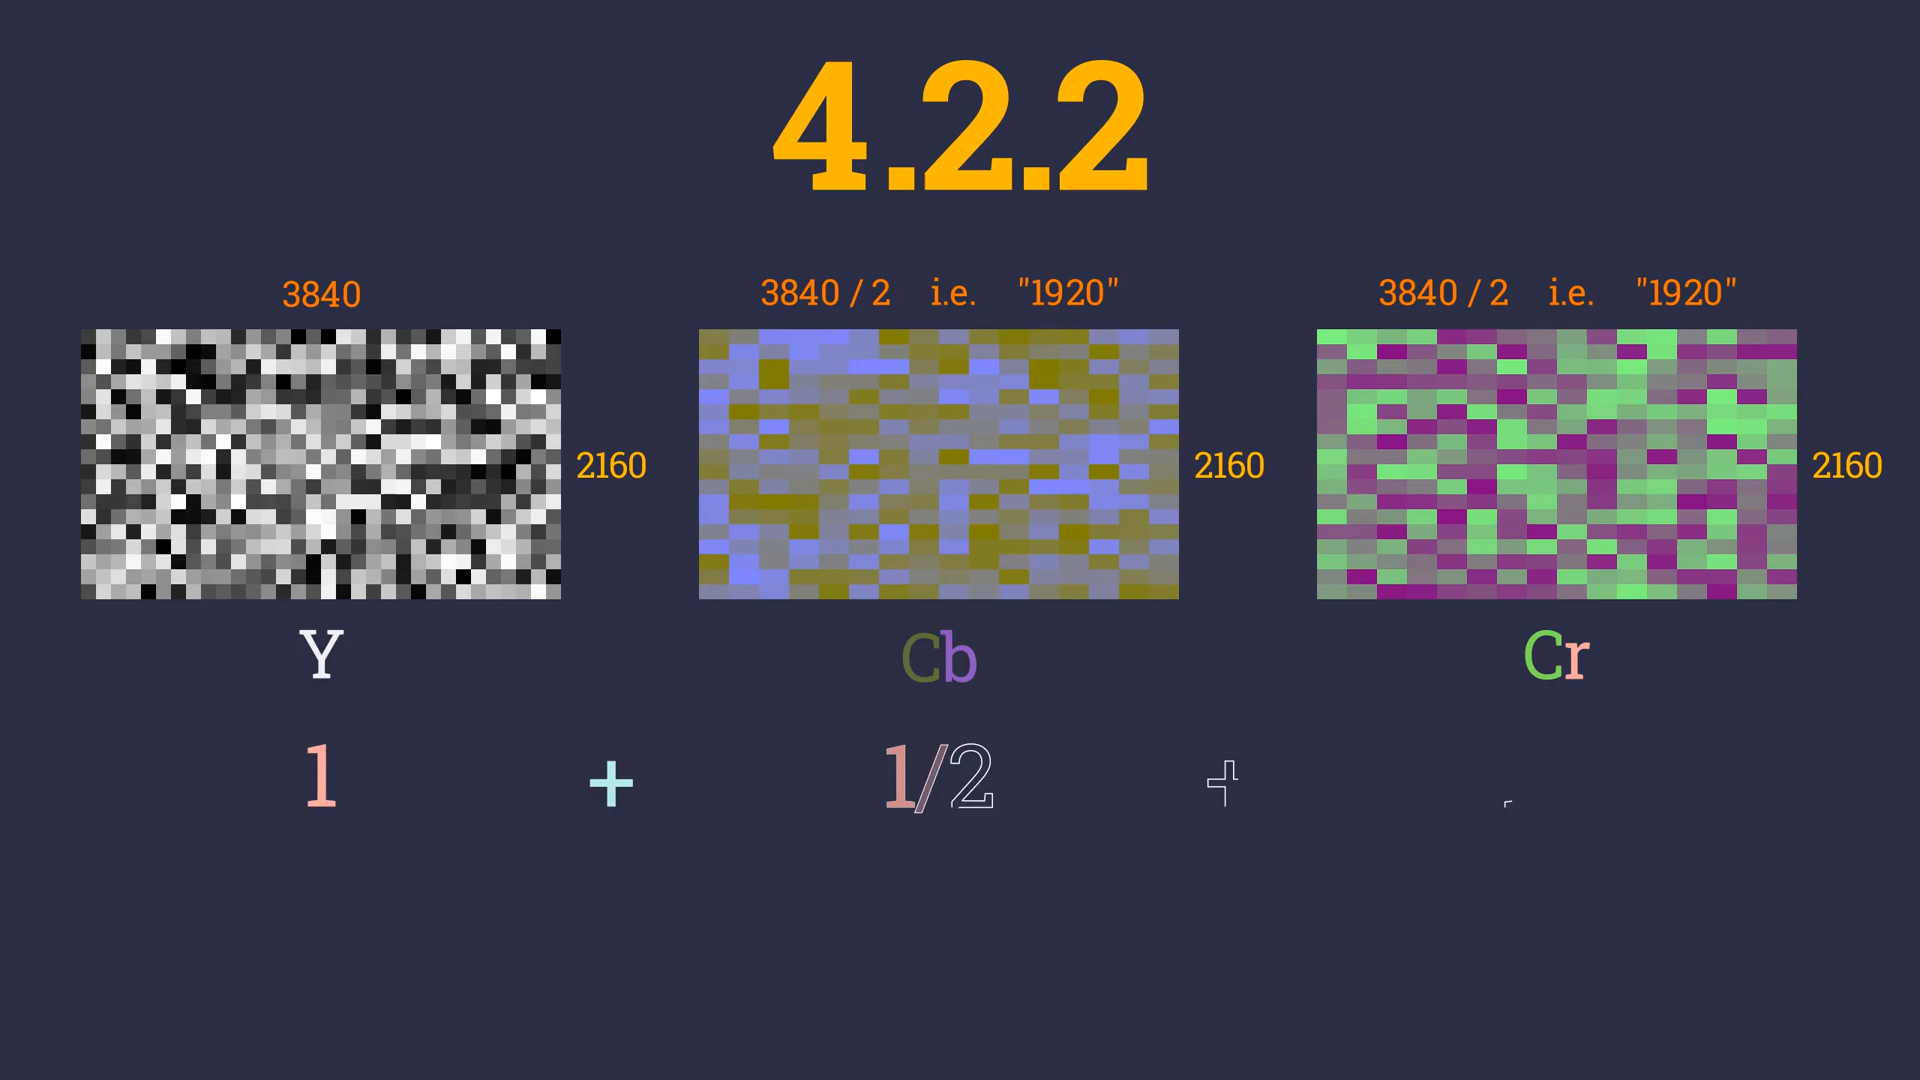 4.2.2
3840
3840 / 2 i.e. "1920"
3840 / 2 i.e. "1920"
2160
2160
2160
Y
Cb
Cr
1 + 1/2